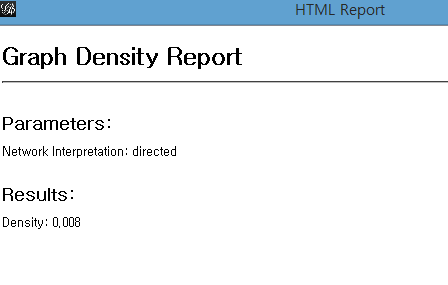 HTML Report
Graph Density Report
Parameters:
Network Interpretation: directed
Results:
Density: 0,008